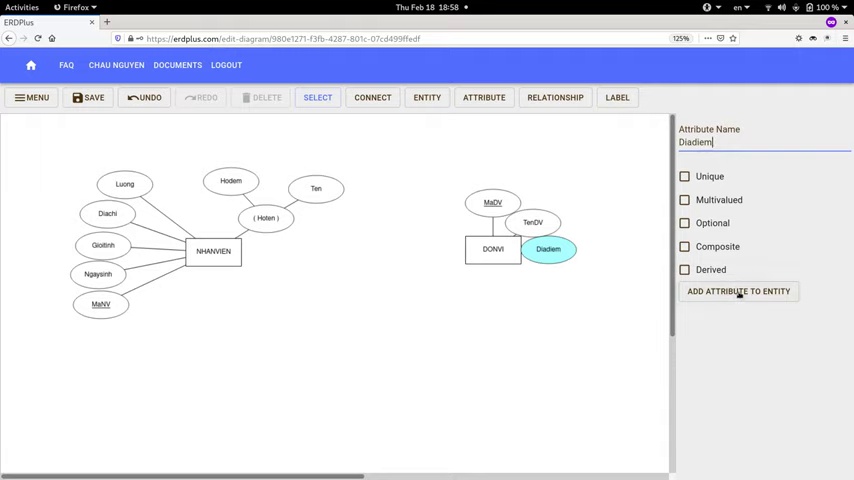 Activities
Firefox
Thu Feb 18 18:58
en
100 %
ERDPlus
https://erdplus.com/edit-diagram/980e1271-f3fb-4287-801c-07cd499ffedf
125%
FAQ
CHAU NGUYEN
DOCUMENTS
LOGOUT
MENU
SAVE
UNDO
REDO
DELETE
SELECT
CONNECT
ENTITY
ATTRIBUTE
RELATIONSHIP
LABEL
Attribute Name
Diadiem
Unique
Multivalued
Optional
Composite
Derived
ADD ATTRIBUTE TO ENTITY
Luong
Hodem
Ten
Diachi
( Hoten )
Gioitinh
NHANVIEN
Ngaysinh
MaNV
MaDV
TenDV
DONVI
Diadiem